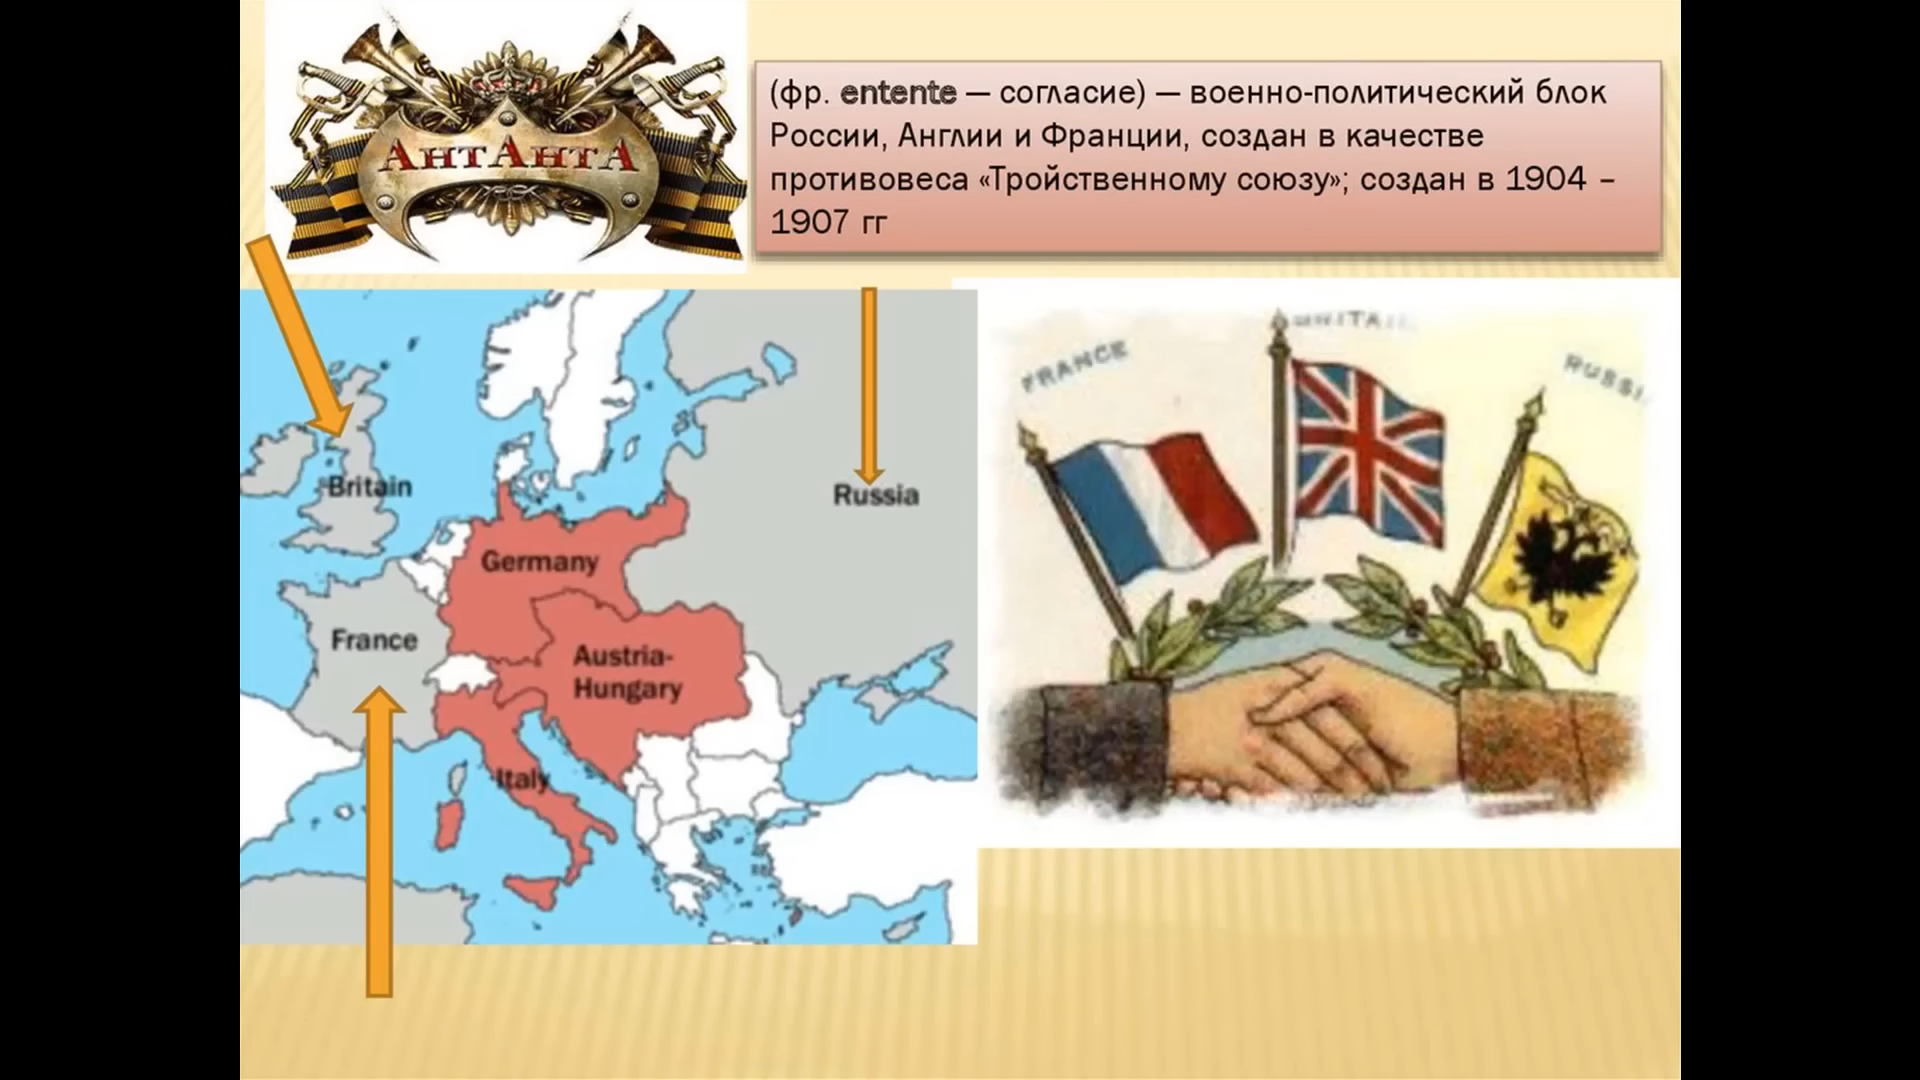 АнтАнтА
(фр. entente — согласие) — военно-политический блок
России, Англии и Франции, создан в качестве
противовеса «Тройственному союзу»; создан в 1904 –
1907 гг
Britain
Russia
Germany
France
Austria-
Hungary
Italy
FRANCE